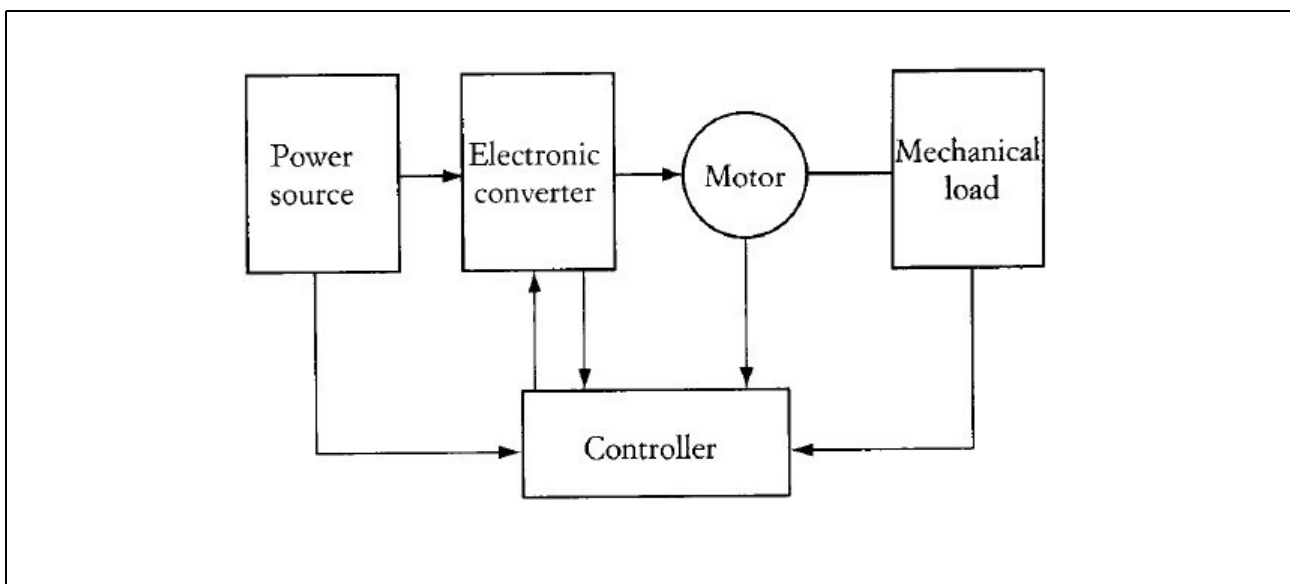 Power
source
Electronic
converter
Motor
Mechanical
load
Controller